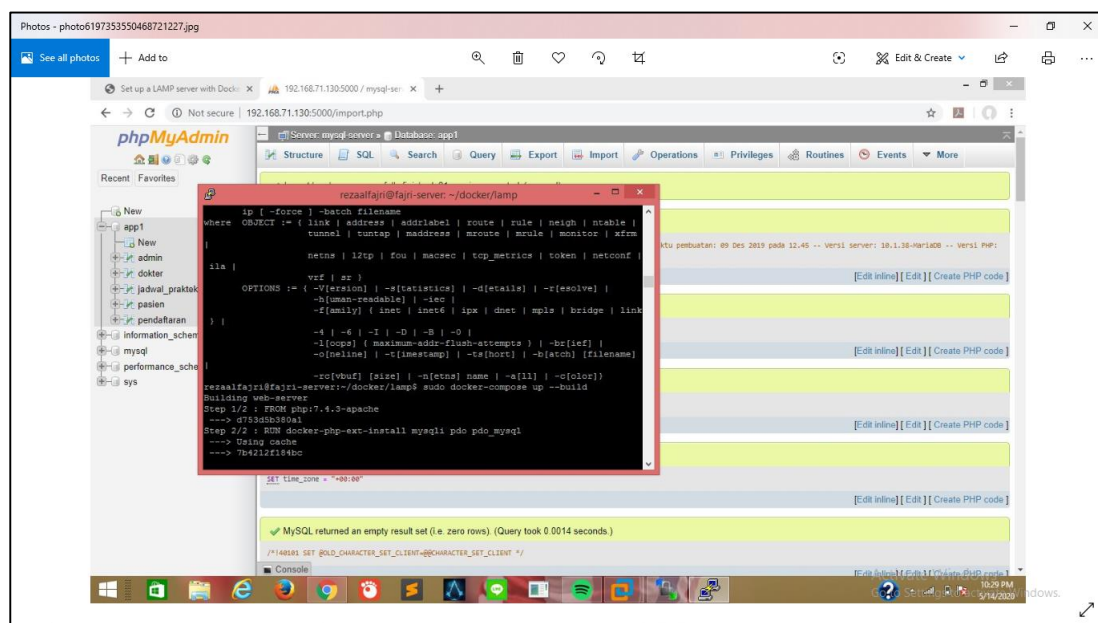 Photos - photo6197353550468721227.jpg
See all photos
Add to
Edit & Create
Set up a LAMP server with Docke
192.168.71.130:5000 / mysql-ser
Not secure
192.168.71.130:5000/import.php
phpMyAdmin
Server: mysql-server » Database: app1
Structure SQL Search Query Export Import Operations Privileges Routines Events More
Recent Favorites
New
app1
New
admin
dokter
jadwal_praktek
pasien
pendaftaran
information_schem
mysql
performance_sche
sys
rezaalfajri@fajri-server: ~/docker/lamp
ip [ -force ] -batch filename
where OBJECT := { link | address | addrlabel | route | rule | neigh | ntable |
tunnel | tuntap | maddress | mroute | mrule | monitor | xfrm
|
netns | l2tp | fou | macsec | tcp_metrics | token | netconf |
ila |
vrf | sr }
OPTIONS := { -V[ersion] | -s[tatistics] | -d[etails] | -r[esolve] |
-h[uman-readable] | -iec |
-f[amily] { inet | inet6 | ipx | dnet | mpls | bridge | link
} |
-4 | -6 | -I | -D | -B | -0 |
-l[oops] { maximum-addr-flush-attempts } | -br[ief] |
-o[neline] | -t[imestamp] | -ts[hort] | -b[atch] [filename]
|
-rc[vbuf] [size] | -n[etns] name | -a[ll] | -c[olor]}
rezaalfajri@fajri-server:~/docker/lamp$ sudo docker-compose up --build
Building web-server
Step 1/2 : FROM php:7.4.3-apache
---> d753d5b380a1
Step 2/2 : RUN docker-php-ext-install mysqli pdo pdo_mysql
---> Using cache
---> 7b4212f184bc
ktu pembuatan: 09 Des 2019 pada 12.45 -- Versi server: 10.1.38-MariaDB -- Versi PHP:
[Edit inline] [ Edit ] [ Create PHP code ]
[Edit inline] [ Edit ] [ Create PHP code ]
[Edit inline] [ Edit ] [ Create PHP code ]
SET time_zone = "+00:00"
[Edit inline] [ Edit ] [ Create PHP code ]
MySQL returned an empty result set (i.e. zero rows). (Query took 0.0014 seconds.)
/*!40101 SET @OLD_CHARACTER_SET_CLIENT=@@CHARACTER_SET_CLIENT */
Console
Activate Windows
10:29 PM
5/14/2020